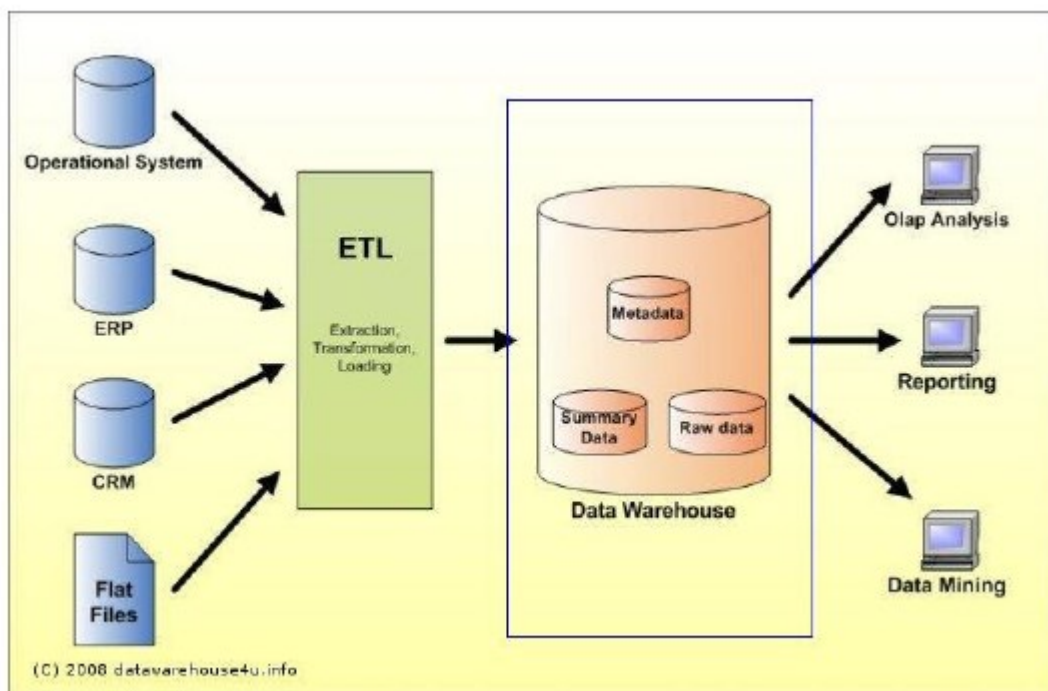 Operational System
ERP
CRM
Flat
Files
ETL
Extraction,
Transformation,
Loading
Metadata
Summary
Data
Raw data
Data Warehouse
Olap Analysis
Reporting
Data Mining
(C) 2008 datawarehouse4u.info